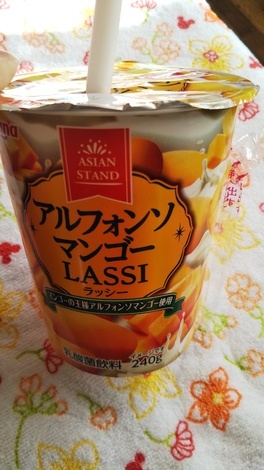 ASIAN
STAND
アルフォンソ
マンゴー
LASSI
ラッシー
マンゴーの王様アルフォンソマンゴー使用
乳酸菌飲料
240g